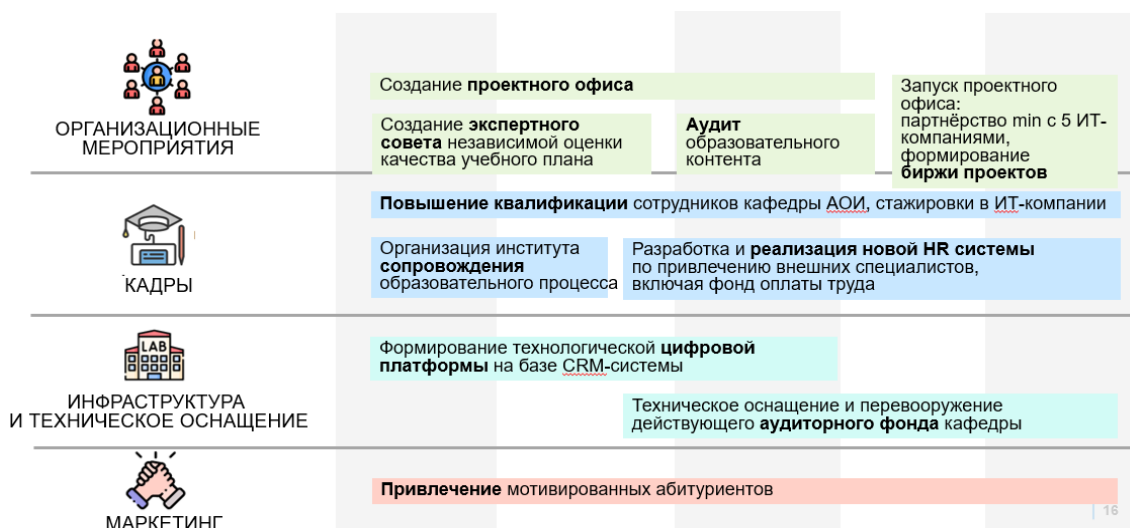 ОРГАНИЗАЦИОННЫЕ
МЕРОПРИЯТИЯ
Создание проектного офиса
Создание экспертного
совета независимой оценки
качества учебного плана
Аудит
образовательного
контента
Запуск проектного
офиса:
партнёрство min с 5 ИТ-
компаниями,
формирование
биржи проектов
КАДРЫ
Повышение квалификации сотрудников кафедры АОИ, стажировки в ИТ-компании
Организация института
сопровождения
образовательного процесса
Разработка и реализация новой HR системы
по привлечению внешних специалистов,
включая фонд оплаты труда
LAB
ИНФРАСТРУКТУРА
И ТЕХНИЧЕСКОЕ ОСНАЩЕНИЕ
Формирование технологической цифровой
платформы на базе CRM-системы
Техническое оснащение и перевооружение
действующего аудиторного фонда кафедры
МАРКЕТИНГ
Привлечение мотивированных абитуриентов
16